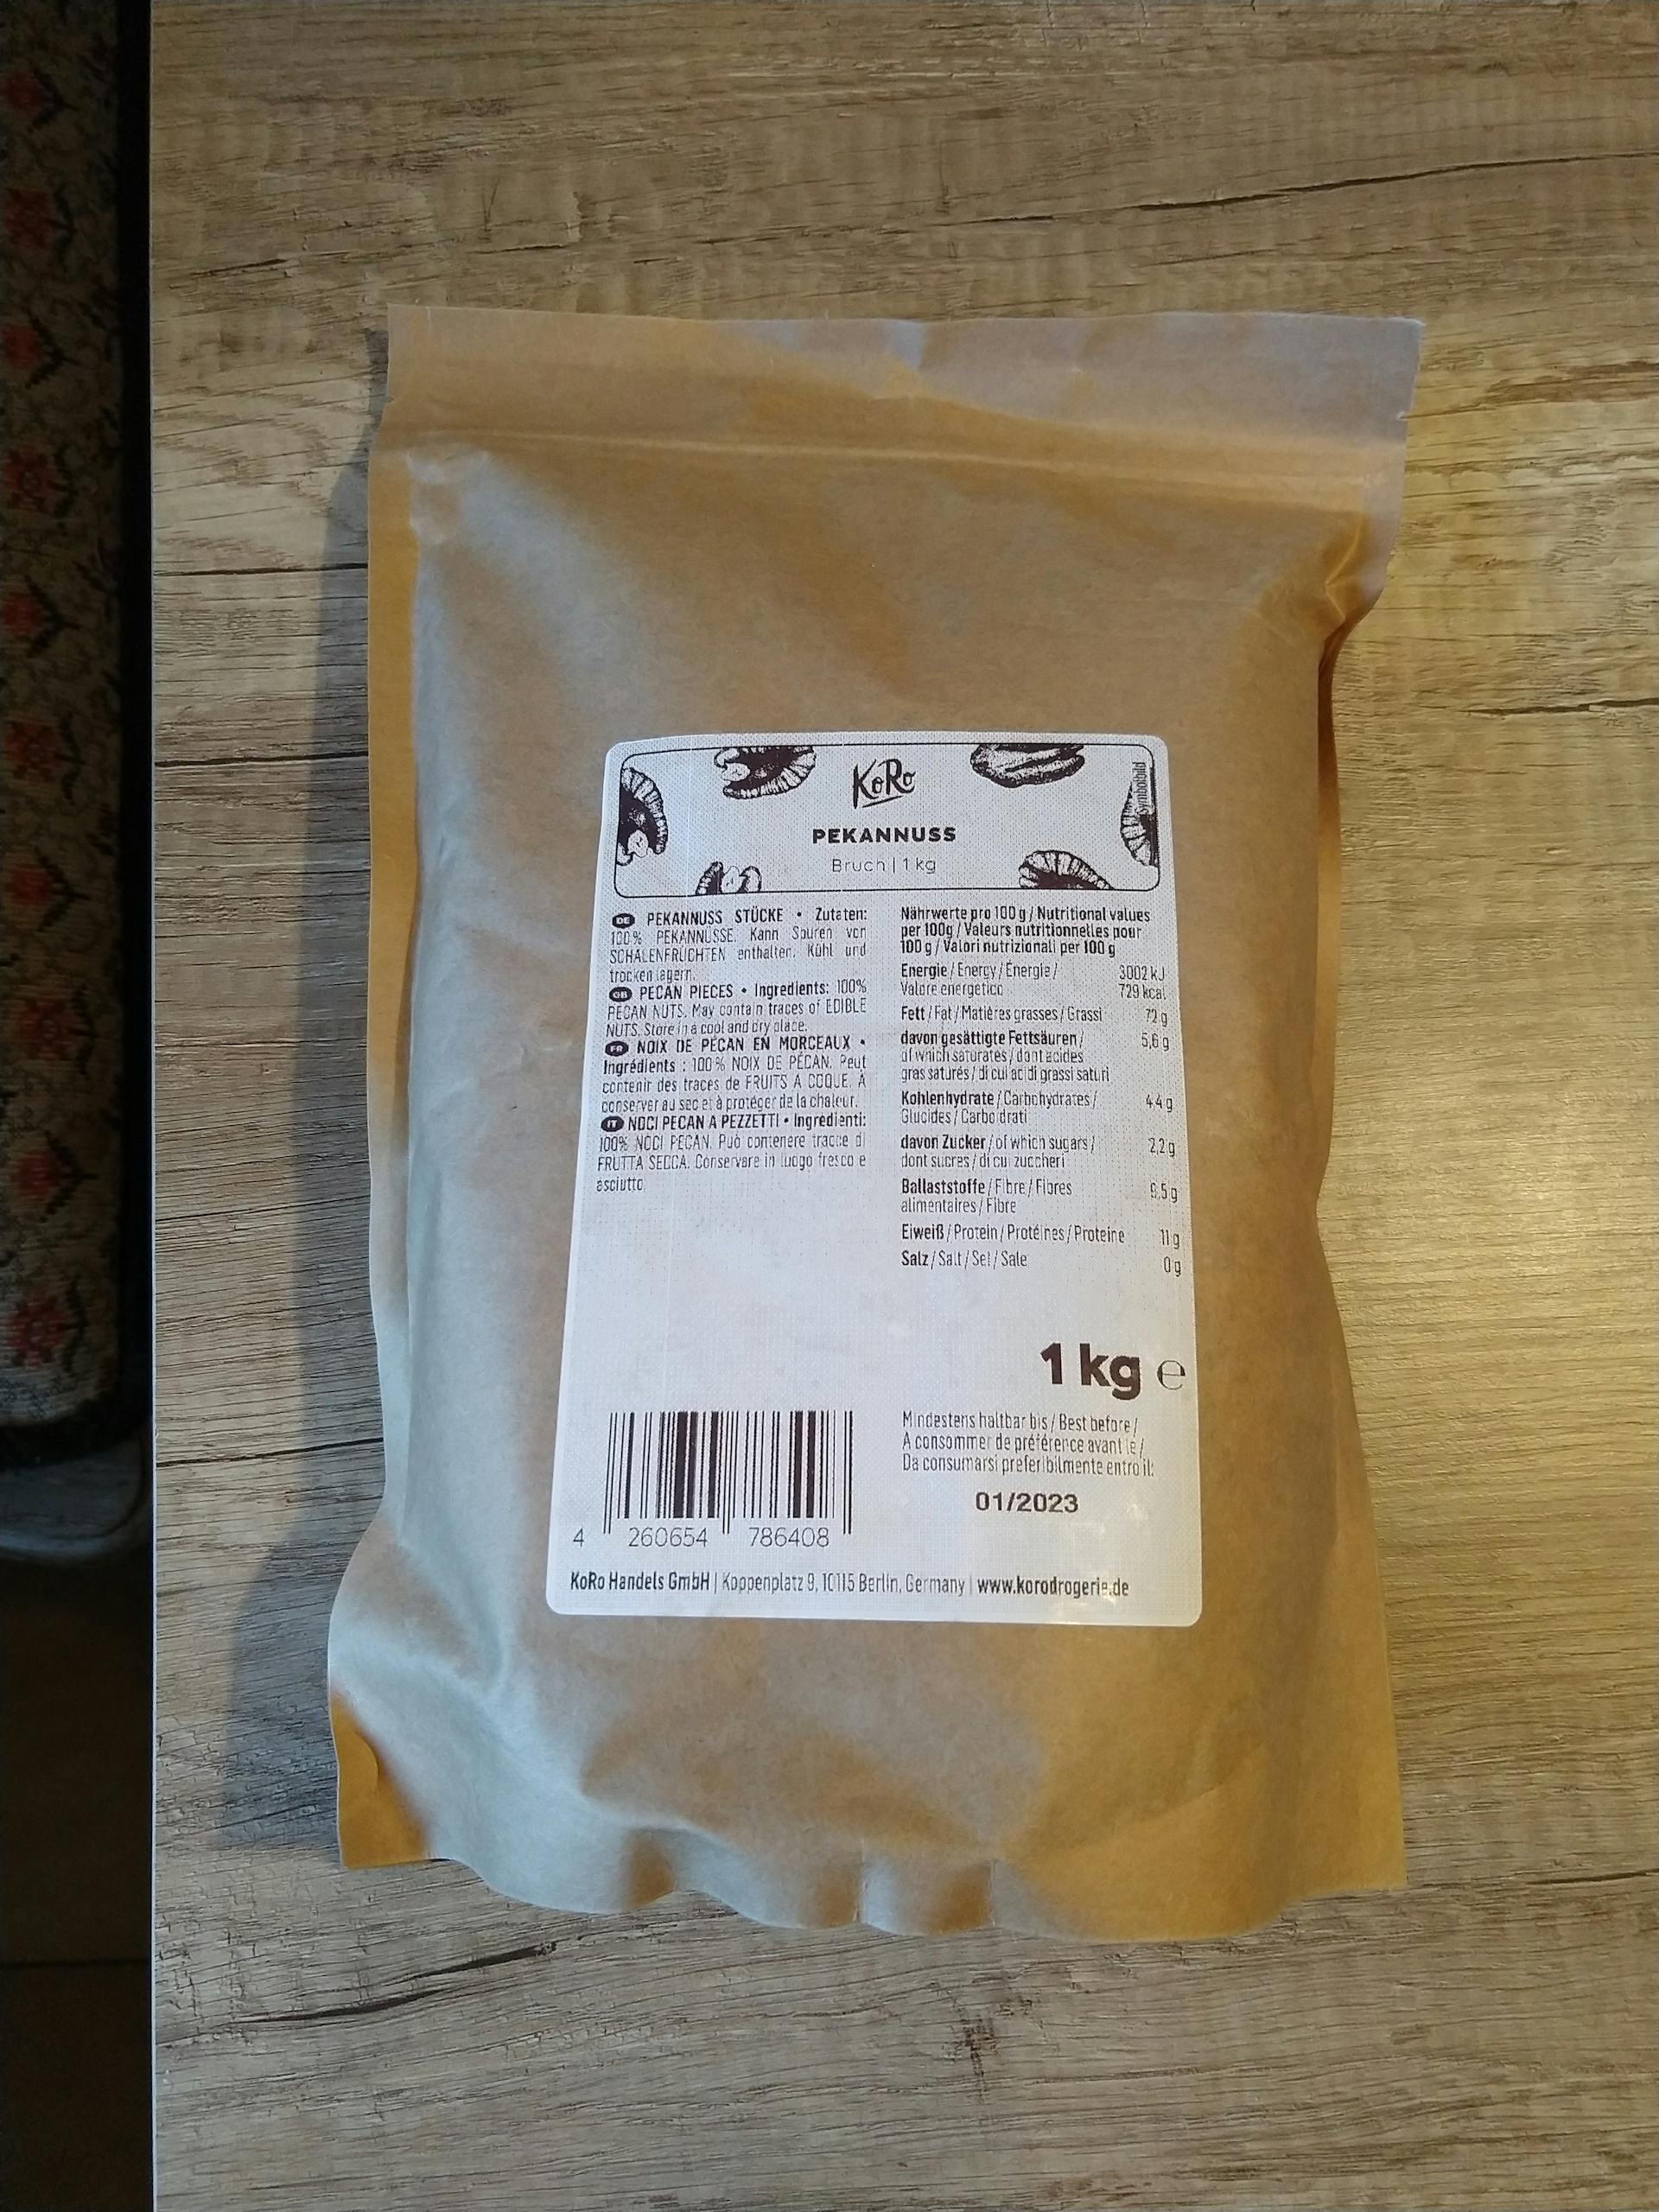 KoRo
Symbolbild
PEKANNUSS
Bruch | 1 kg
DE PEKANNUSS STÜCKE • Zutaten:
100% PEKANNÜSSE. Kann Spuren von
SCHALENFRÜCHTEN enthalten. Kühl und
trocken lagern.
GB PECAN PIECES • Ingredients: 100%
PECAN NUTS. May contain traces of EDIBLE
NUTS. Store in a cool and dry place.
FR NOIX DE PÉCAN EN MORCEAUX •
Ingrédients : 100% NOIX DE PÉCAN. Peut
contenir des traces de FRUITS À COQUE. À
conserver au sec et à protéger de la chaleur.
IT NOCI PECAN A PEZZETTI • Ingredienti:
100% NOCI PECAN. Può contenere tracce di
FRUTTA SECCA. Conservare in luogo fresco e
asciutto.
Nährwerte pro 100 g / Nutritional values
per 100g / Valeurs nutritionnelles pour
100 g / Valori nutrizionali per 100 g
Energie / Energy / Énergie / 3002 kJ
Valore energetico 729 kcal
Fett / Fat / Matières grasses / Grassi 72 g
davon gesättigte Fettsäuren / 5,6 g
of which saturates / dont acides
gras saturés / di cui acidi grassi saturi
Kohlenhydrate / Carbohydrates / 4,4 g
Glucides / Carboidrati
davon Zucker / of which sugars / 2,2 g
dont sucres / di cui zuccheri
Ballaststoffe / Fibre / Fibres
alimentaires / Fibre
Eiweiß / Protein / Protéines / Proteine 11 g
Salz / Salt / Sel / Sale 0 g
1 kg ℮
Mindestens haltbar bis / Best before /
À consommer de préférence avant le /
Da consumarsi preferibilmente entro il:
01/2023
4 260654 786408
KoRo Handels GmbH | Koppenplatz 9, 10115 Berlin, Germany | www.korodrogerie.de